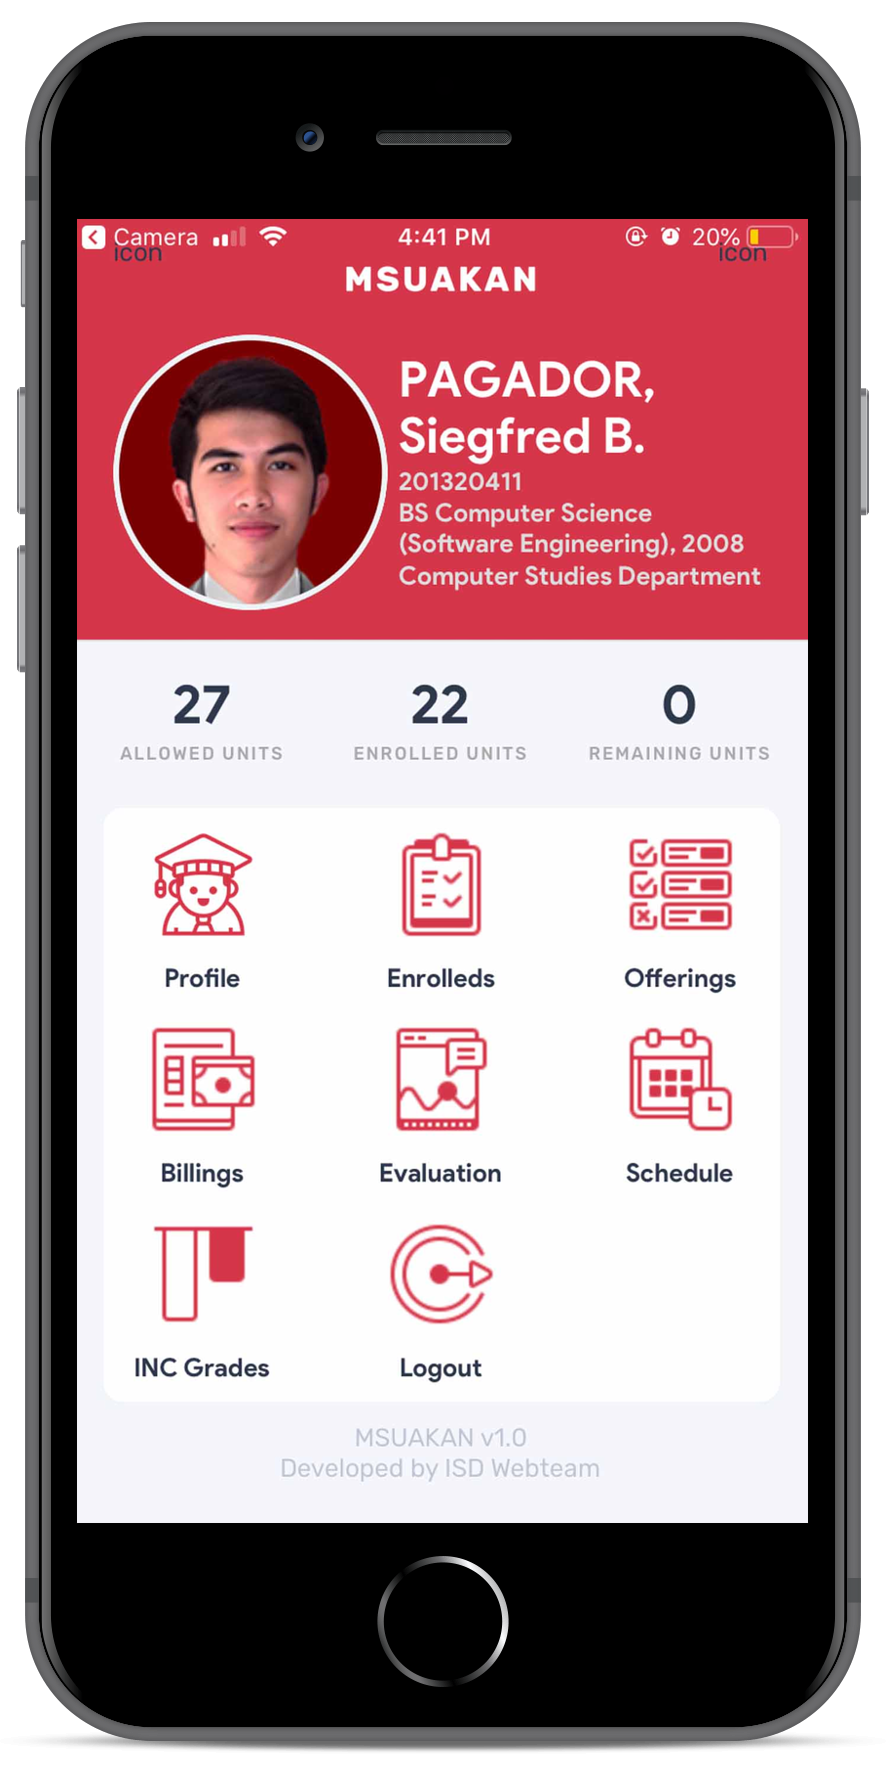 Camera 4:41 PM 20%
icon icon
MSUAKAN
PAGADOR,
Siegfred B.
201320411
BS Computer Science
(Software Engineering), 2008
Computer Studies Department
27 22 0
ALLOWED UNITS ENROLLED UNITS REMAINING UNITS
Profile Enrolleds Offerings
Billings Evaluation Schedule
INC Grades Logout
MSUAKAN v1.0
Developed by ISD Webteam